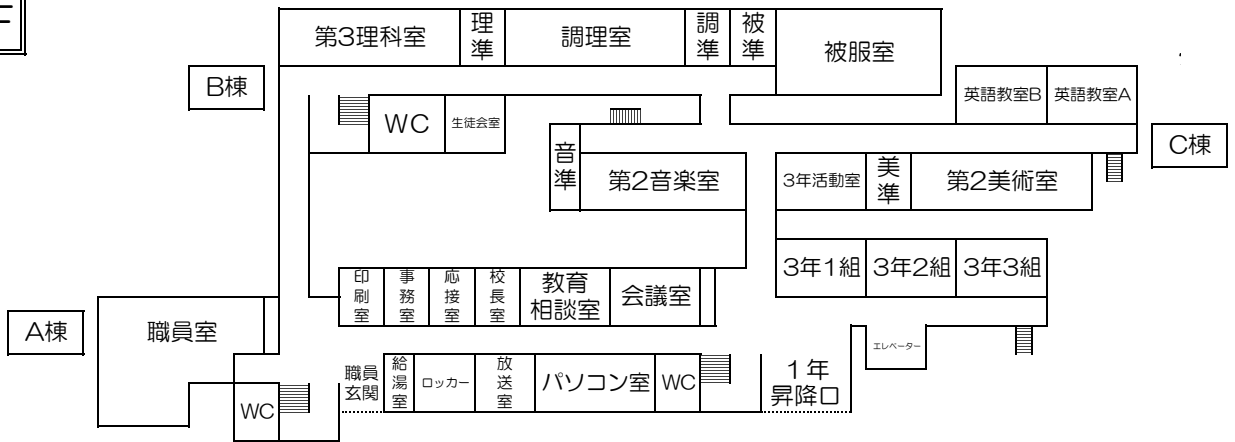 第3理科室
理準
調理室
調準
被準
被服室
B棟
英語教室B
英語教室A
WC
生徒会室
C棟
音準
第2音楽室
3年活動室
美準
第2美術室
3年1組
3年2組
3年3組
印刷室
事務室
応接室
校長室
教育
相談室
会議室
A棟
職員室
エレベーター
職員
玄関
給湯室
ロッカー
放送室
パソコン室
WC
1年
昇降口
WC